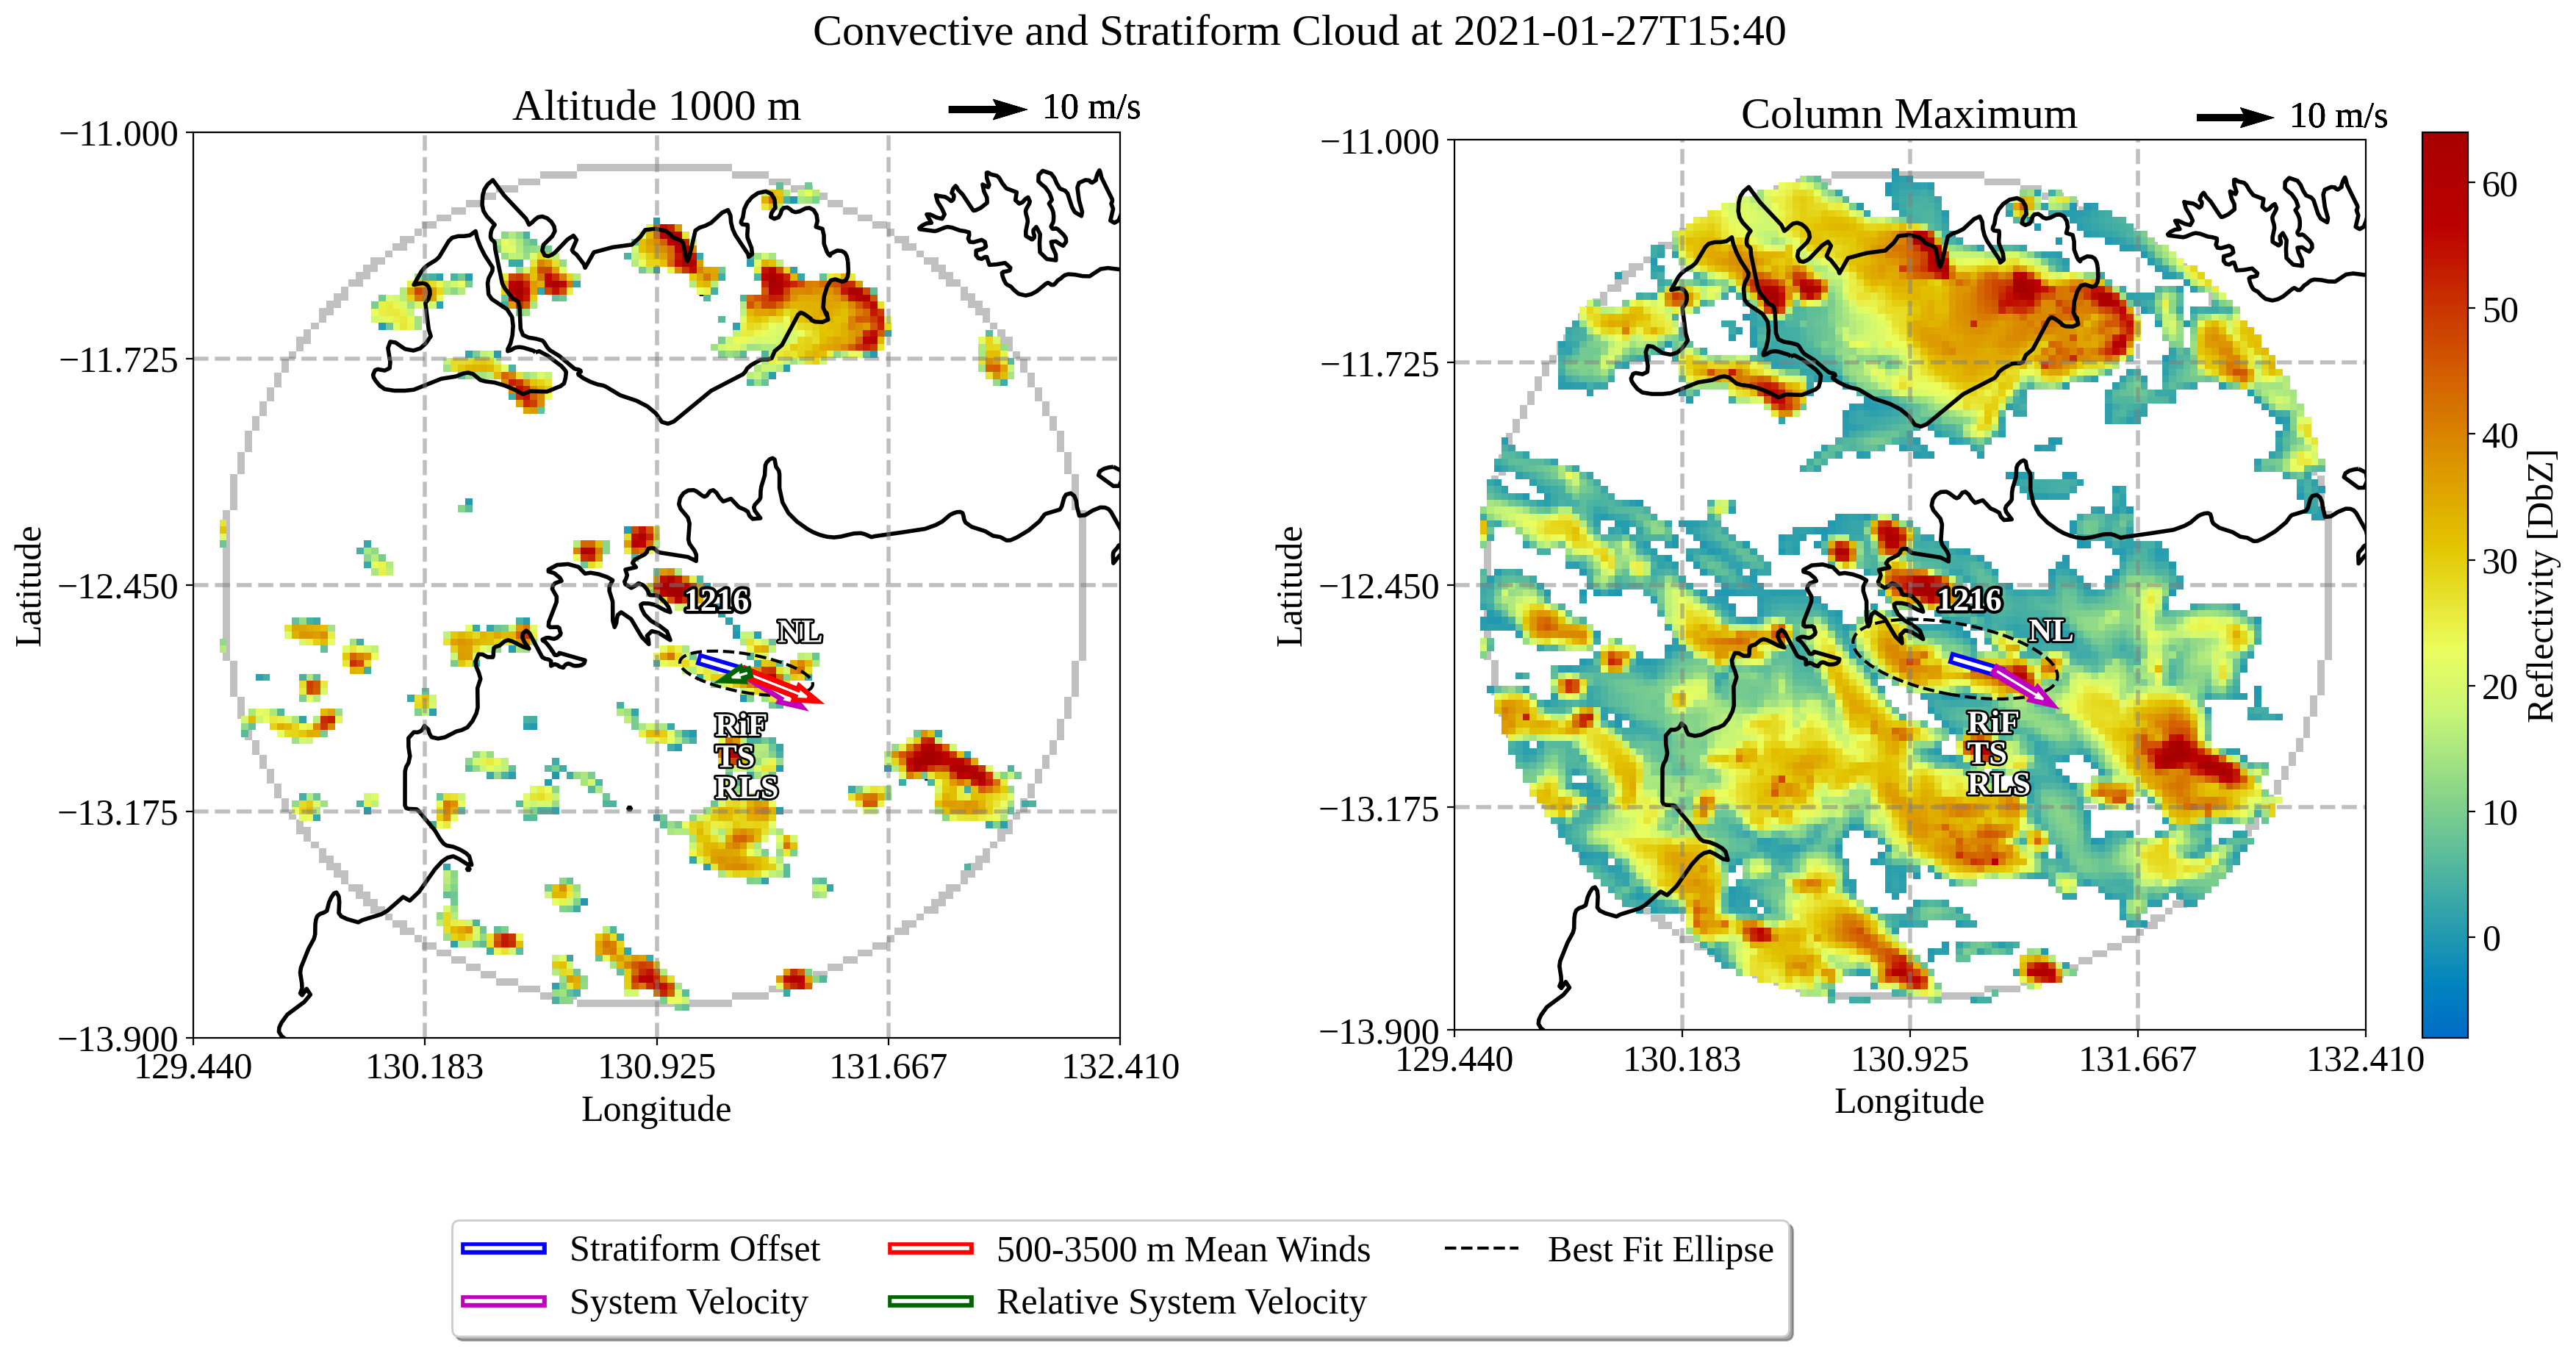 Convective and Stratiform Cloud at 2021-01-27T15:40
Altitude 1000 m
10 m/s
Column Maximum
10 m/s
−11.000
−11.725
−12.450
−13.175
−13.900
Latitude
129.440
130.183
130.925
131.667
132.410
Longitude
1216
NL
RiF
TS
RLS
−11.000
−11.725
−12.450
−13.175
−13.900
Latitude
129.440
130.183
130.925
131.667
132.410
Longitude
1216
NL
RiF
TS
RLS
60
50
40
30
20
10
0
Reflectivity [DbZ]
Stratiform Offset
System Velocity
500-3500 m Mean Winds
Relative System Velocity
Best Fit Ellipse